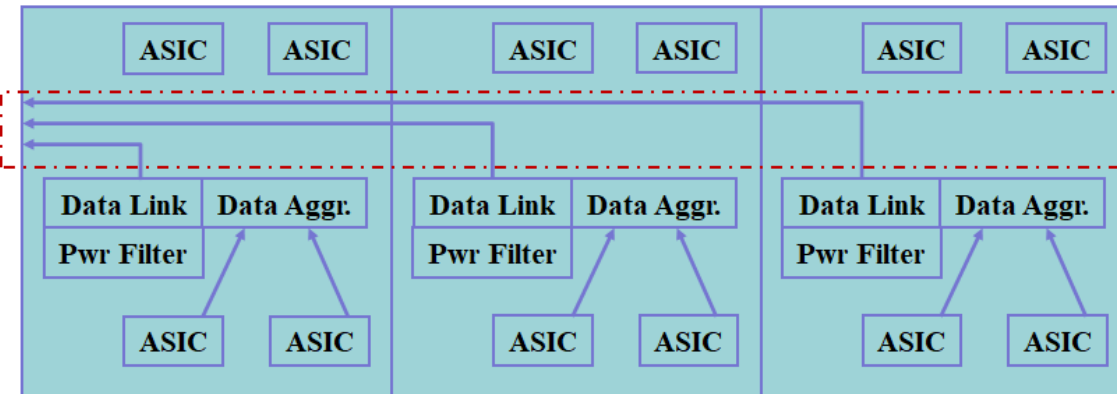 ASIC ASIC ASIC ASIC ASIC ASIC
Data Link Data Aggr. Data Link Data Aggr. Data Link Data Aggr.
Pwr Filter Pwr Filter Pwr Filter
ASIC ASIC ASIC ASIC ASIC ASIC